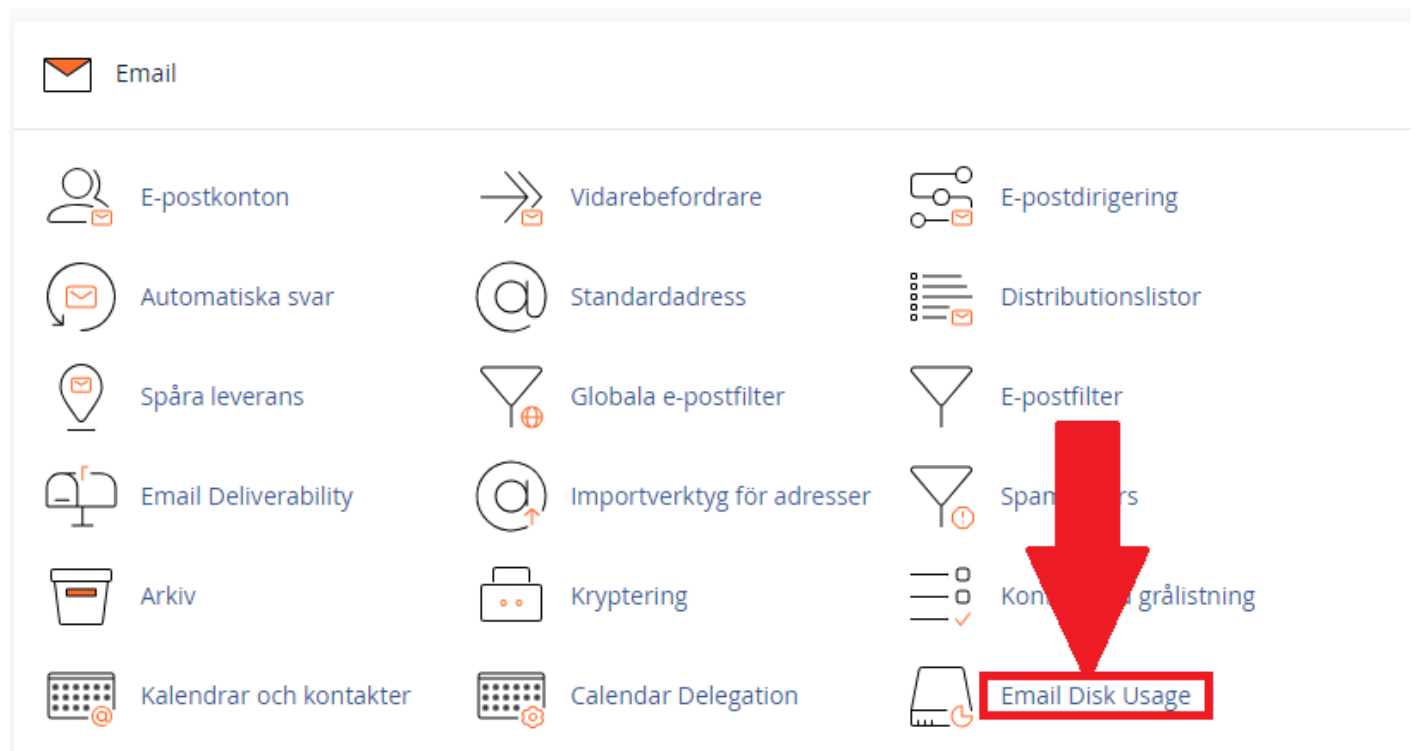 Email
E-postkonton
Vidarebefordrare
E-postdirigering
Automatiska svar
Standardadress
Distributionslistor
Spåra leverans
Globala e-postfilter
E-postfilter
Email Deliverability
Importverktyg för adresser
Arkiv
Kryptering
grålistning
Kalendrar och kontakter
Calendar Delegation
Email Disk Usage